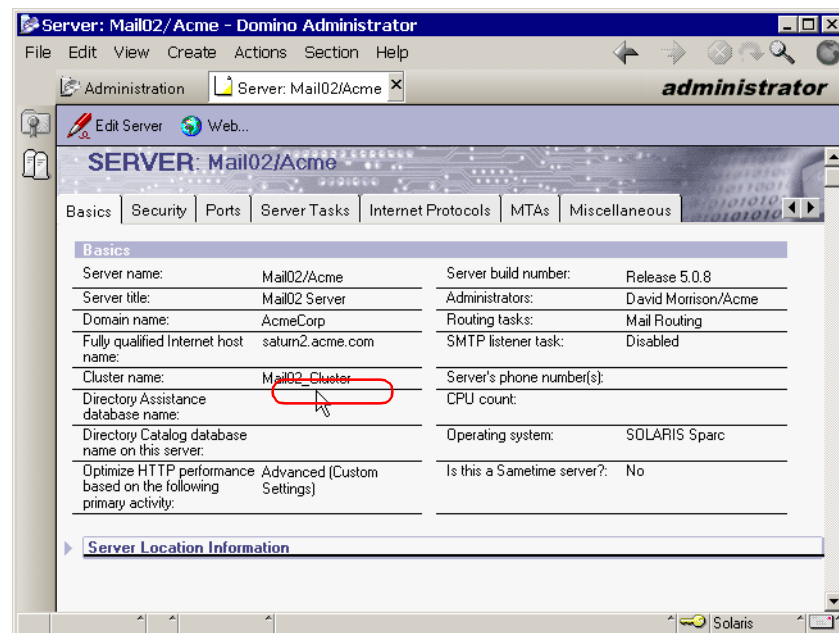 Server: Mail02/Acme - Domino Administrator
File Edit View Create Actions Section Help
Administration Server: Mail02/Acme administrator
Edit Server Web...
SERVER: Mail02/Acme
Basics Security Ports Server Tasks Internet Protocols MTAs Miscellaneous
Basics
Server name: Mail02/Acme Server build number: Release 5.0.8
Server title: Mail02 Server Administrators: David Morrison/Acme
Domain name: AcmeCorp Routing tasks: Mail Routing
Fully qualified Internet host saturn2.acme.com SMTP listener task: Disabled
name:
Cluster name: Mail02_Cluster Server's phone number(s):
Directory Assistance CPU count:
database name:
Directory Catalog database Operating system: SOLARIS Sparc
name on this server:
Optimize HTTP performance Advanced (Custom Is this a Sametime server?: No
based on the following Settings)
primary activity:
Server Location Information
Solaris